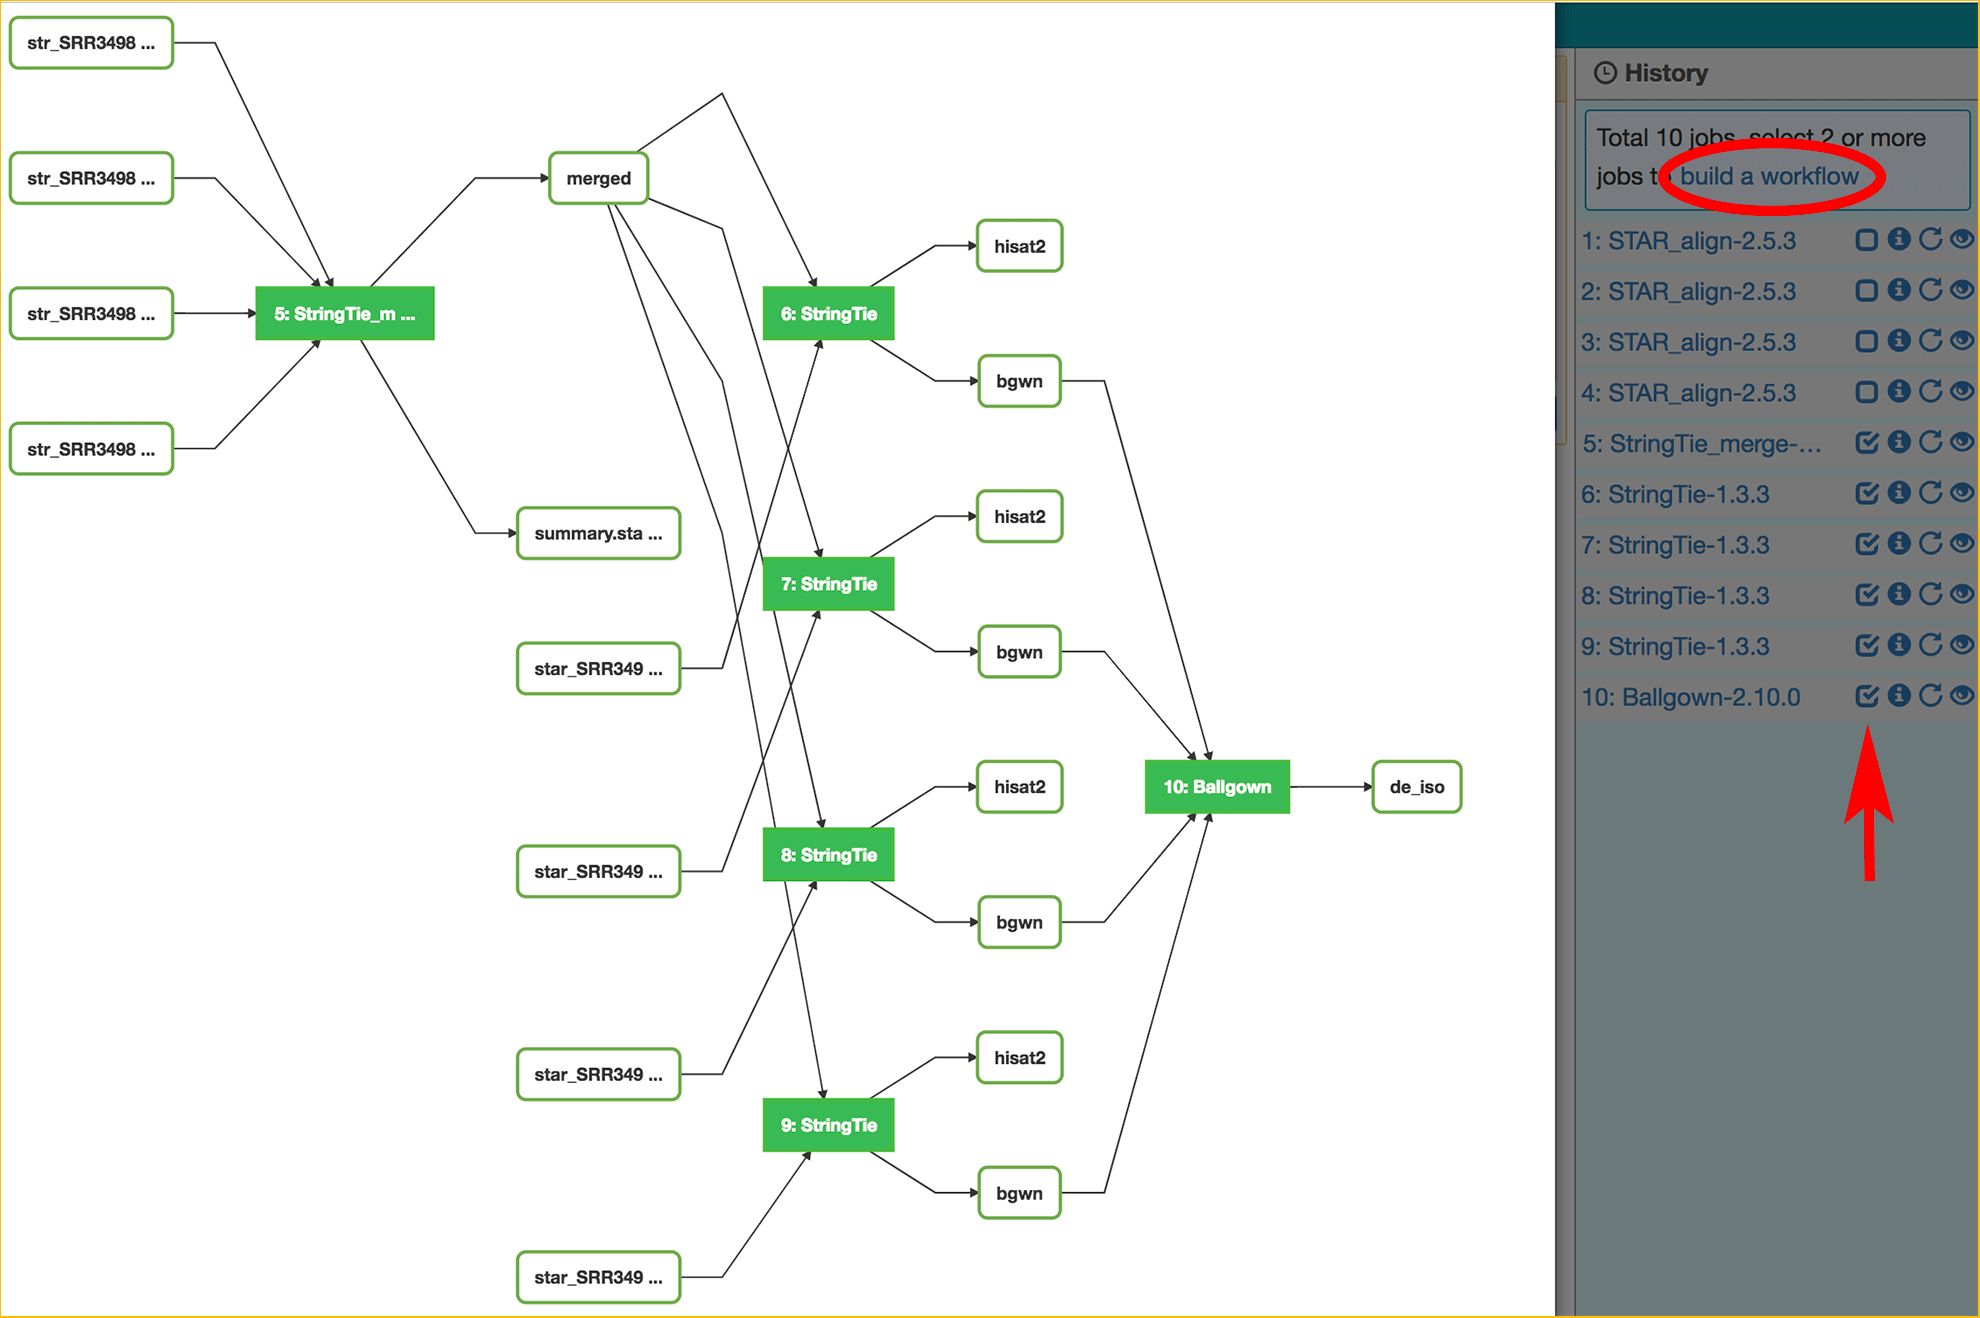 str_SRR3498 ...
str_SRR3498 ...
str_SRR3498 ...
str_SRR3498 ...
5: StringTie_m ...
merged
summary.sta ...
star_SRR349 ...
star_SRR349 ...
star_SRR349 ...
star_SRR349 ...
6: StringTie
7: StringTie
8: StringTie
9: StringTie
hisat2
bgwn
hisat2
bgwn
hisat2
bgwn
hisat2
bgwn
10: Ballgown
de_iso
History
Total 10 jobs, select 2 or more
jobs to build a workflow
1: STAR_align-2.5.3
2: STAR_align-2.5.3
3: STAR_align-2.5.3
4: STAR_align-2.5.3
5: StringTie_merge-...
6: StringTie-1.3.3
7: StringTie-1.3.3
8: StringTie-1.3.3
9: StringTie-1.3.3
10: Ballgown-2.10.0